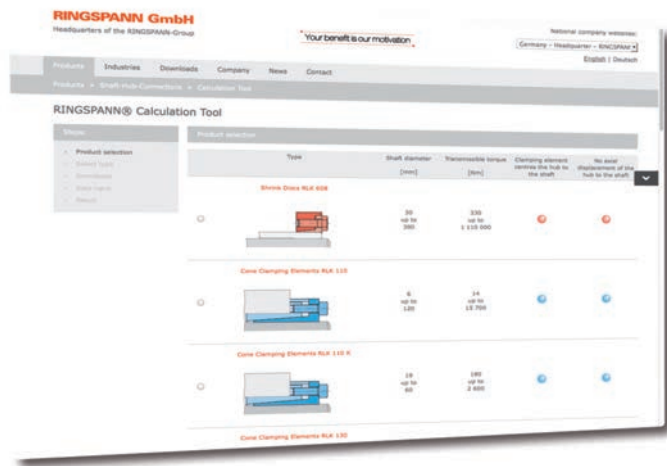 RINGSPANN GmbH
Headquarters of the RINGSPANN-Group
Your benefit is our motivation
National company websites:
Germany – Headquarter – RINGSPANN
English | Deutsch
Products Industries Downloads Company News Contact
Products » Shaft-Hub-Connections » Calculation Tool
RINGSPANN® Calculation Tool
Steps:
Product selection
Product selection
Result
Type
Shaft diameter
[mm]
Transmissible torque
[Nm]
Clamping element
centres the hub to
the shaft
No axial
displacement of the
hub to the shaft
Shrink Discs RLK 608
up to
390
330
up to
1 110 000
Cone Clamping Elements RLK 110
6
up to
120
14
up to
15 700
Cone Clamping Elements RLK 110 K
up to
60
180
up to
2 600
Cone Clamping Elements RLK 130